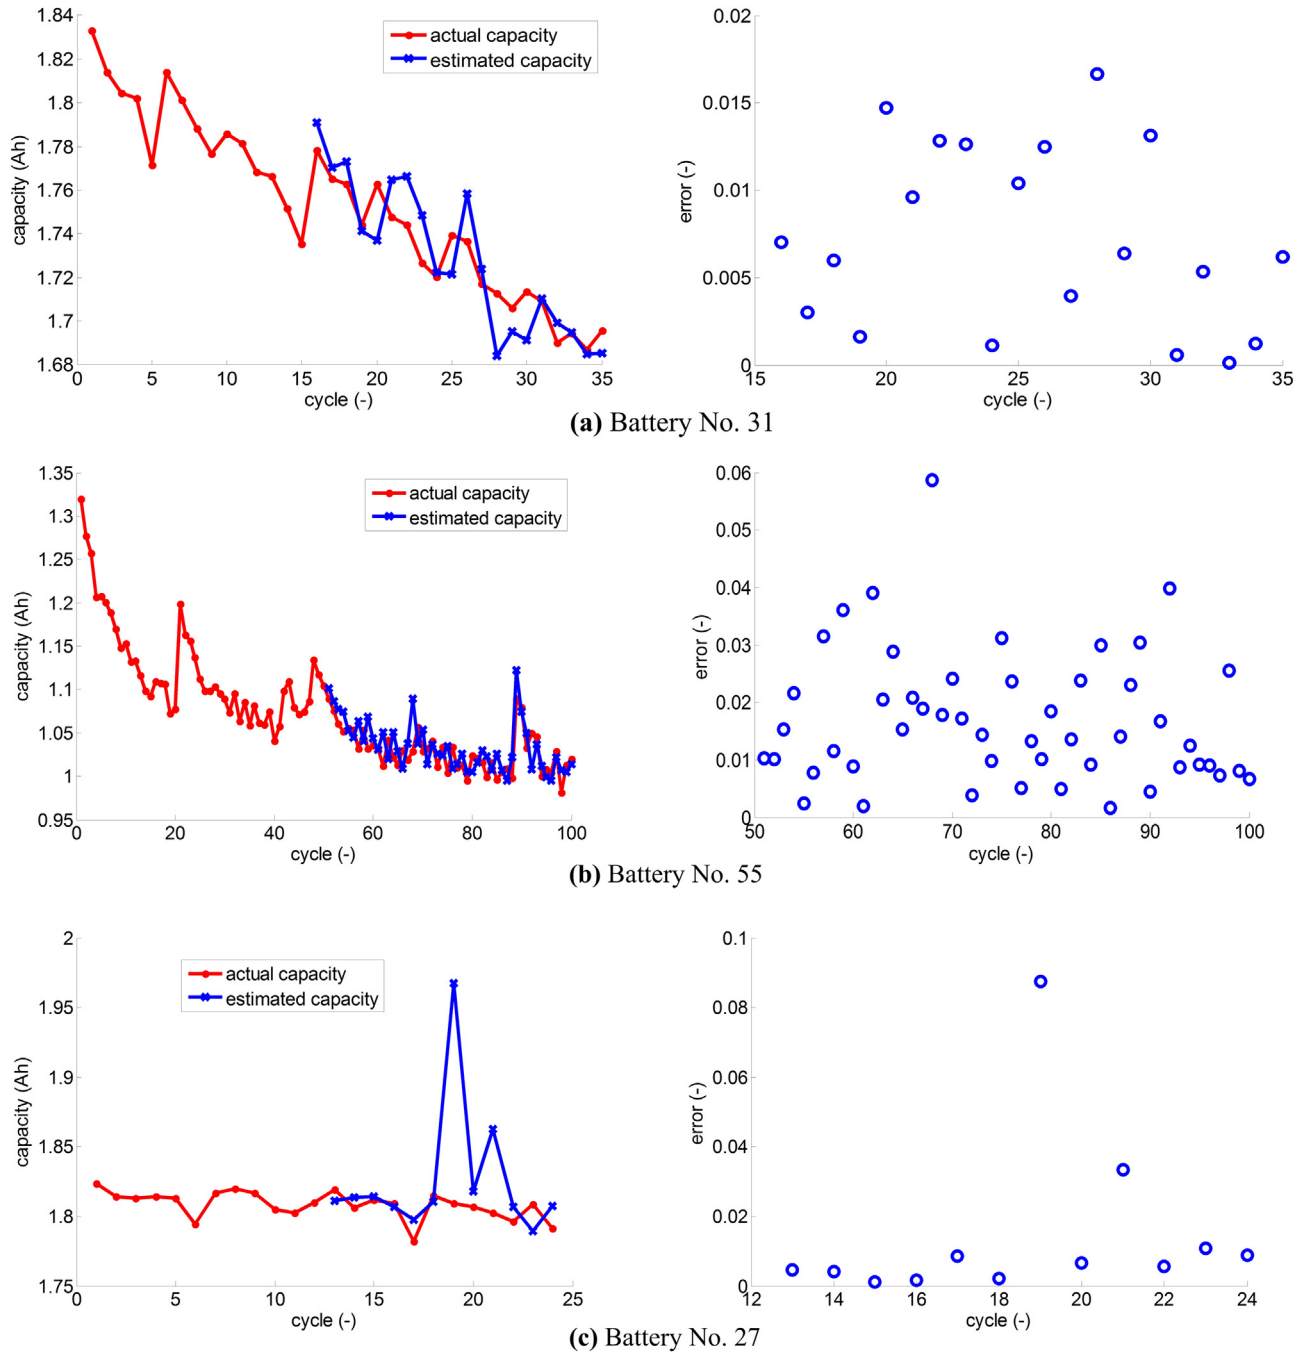 1.84
1.82
1.8
1.78
1.76
1.74
1.72
1.7
1.68
capacity (Ah)
actual capacity
estimated capacity
0 5 10 15 20 25 30 35
cycle (-)
0.02
0.015
0.01
0.005
0
error (-)
15 20 25 30 35
cycle (-)
(a) Battery No. 31
1.35
1.3
1.25
1.2
1.15
1.1
1.05
1
0.95
capacity (Ah)
actual capacity
estimated capacity
0 20 40 60 80 100
cycle (-)
0.06
0.05
0.04
0.03
0.02
0.01
0
error (-)
50 60 70 80 90 100
cycle (-)
(b) Battery No. 55
2
1.95
1.9
1.85
1.8
1.75
capacity (Ah)
actual capacity
estimated capacity
0 5 10 15 20 25
cycle (-)
0.1
0.08
0.06
0.04
0.02
0
error (-)
12 14 16 18 20 22 24
cycle (-)
(c) Battery No. 27